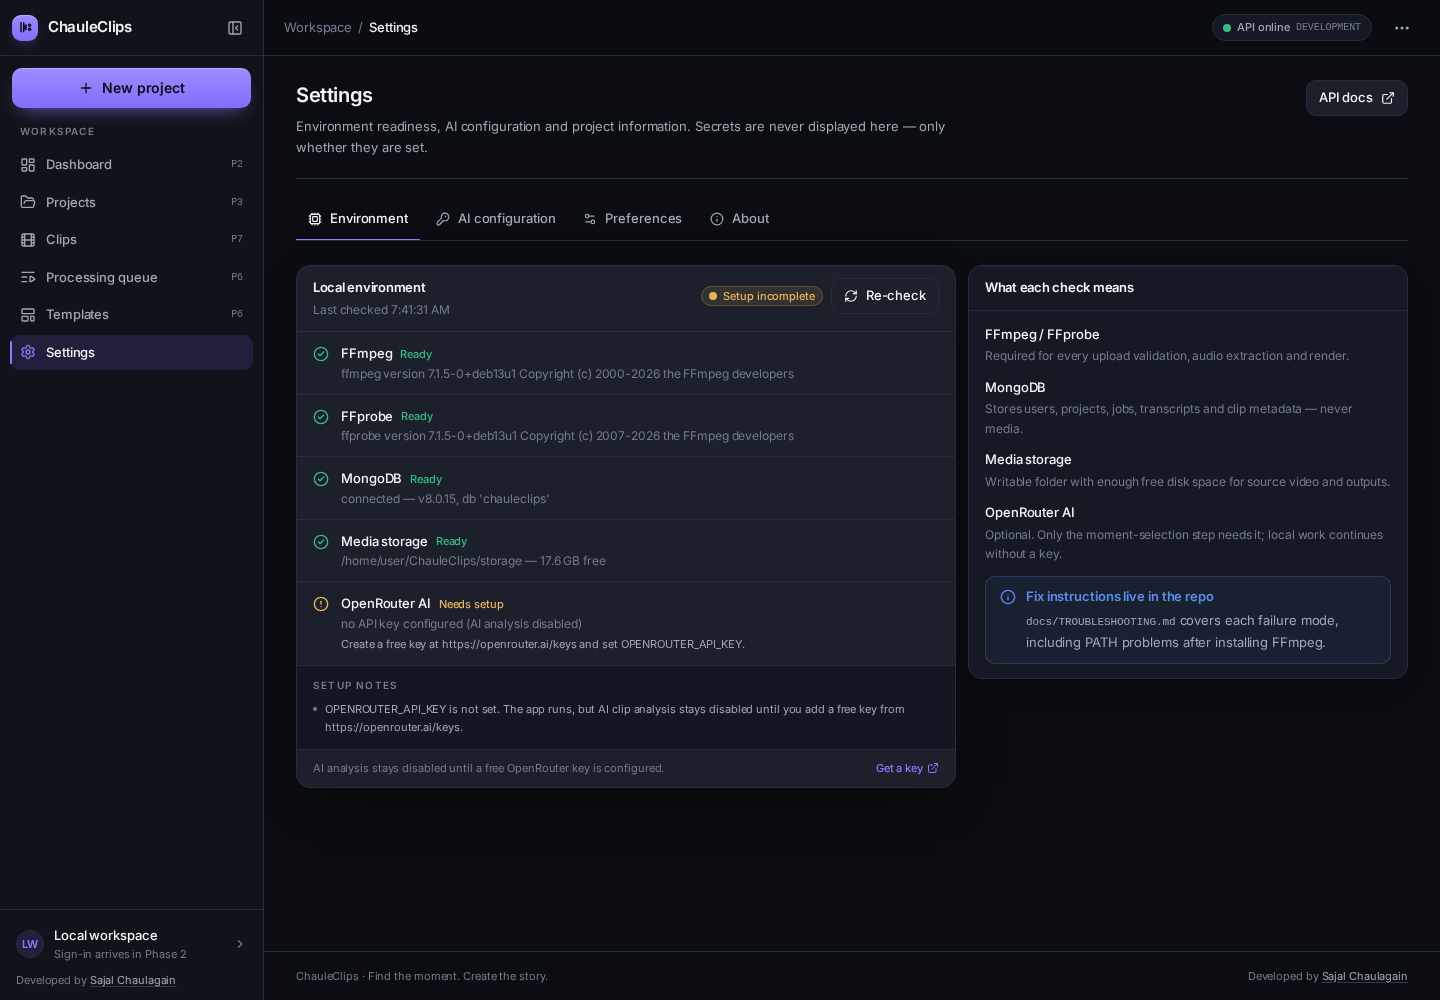 ChauleClips
Workspace / Settings
API online DEVELOPMENT
New project
WORKSPACE
Dashboard P2
Projects P3
Clips P7
Processing queue P6
Templates P6
Settings
Settings
API docs
Environment readiness, AI configuration and project information. Secrets are never displayed here — only
whether they are set.
Environment
AI configuration
Preferences
About
Local environment
Last checked 7:41:31 AM
Setup incomplete
Re-check
FFmpeg Ready
ffmpeg version 7.1.5-0+deb13u1 Copyright (c) 2000-2026 the FFmpeg developers
FFprobe Ready
ffprobe version 7.1.5-0+deb13u1 Copyright (c) 2007-2026 the FFmpeg developers
MongoDB Ready
connected — v8.0.15, db 'chauleclips'
Media storage Ready
/home/user/ChauleClips/storage — 17.6 GB free
OpenRouter AI Needs setup
no API key configured (AI analysis disabled)
Create a free key at https://openrouter.ai/keys and set OPENROUTER_API_KEY.
SETUP NOTES
OPENROUTER_API_KEY is not set. The app runs, but AI clip analysis stays disabled until you add a free key from
https://openrouter.ai/keys.
AI analysis stays disabled until a free OpenRouter key is configured.
Get a key
What each check means
FFmpeg / FFprobe
Required for every upload validation, audio extraction and render.
MongoDB
Stores users, projects, jobs, transcripts and clip metadata — never
media.
Media storage
Writable folder with enough free disk space for source video and outputs.
OpenRouter AI
Optional. Only the moment-selection step needs it; local work continues
without a key.
Fix instructions live in the repo
docs/TROUBLESHOOTING.md covers each failure mode,
including PATH problems after installing FFmpeg.
LW
Local workspace
Sign-in arrives in Phase 2
Developed by Sajal Chaulagain
ChauleClips · Find the moment. Create the story.
Developed by Sajal Chaulagain